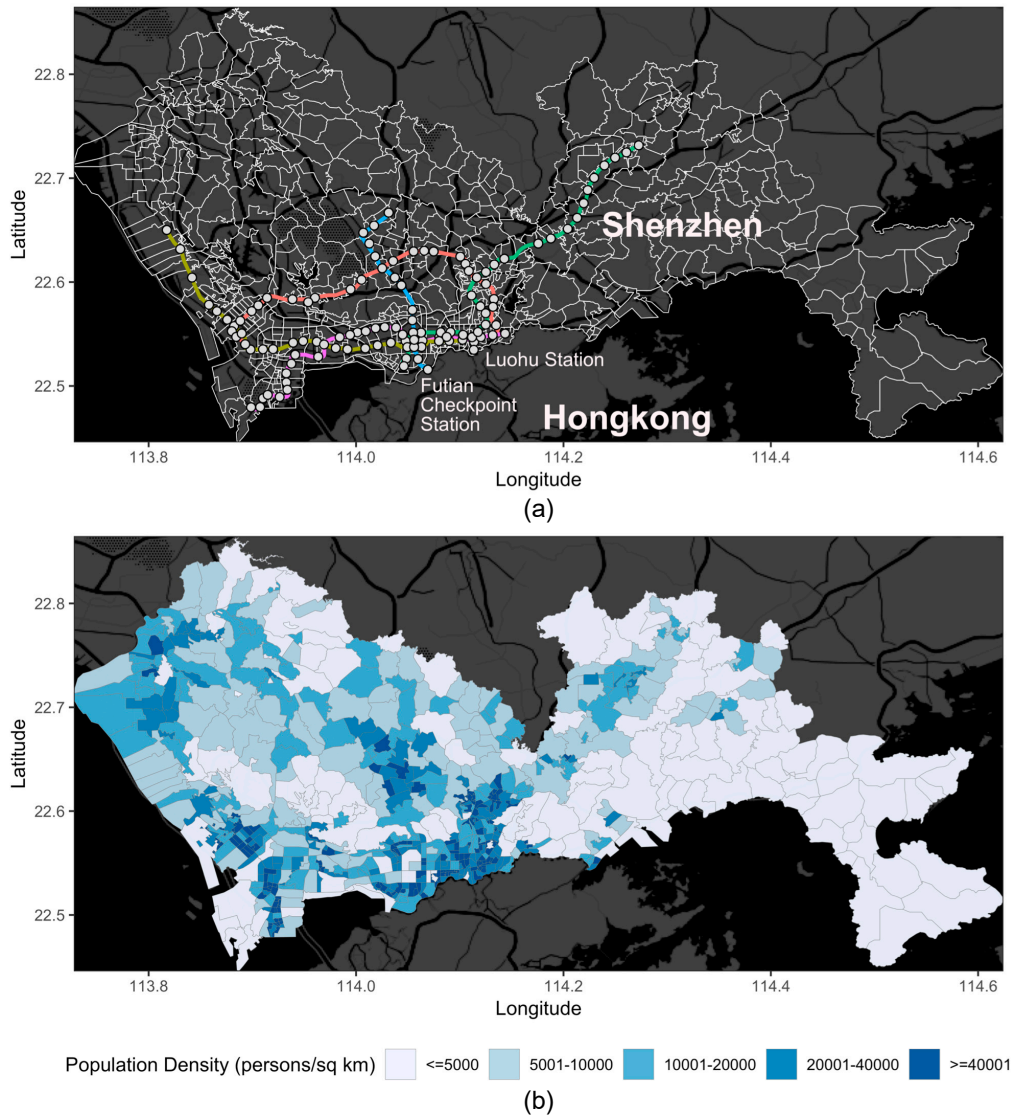 22.8
22.7
22.6
22.5
Latitude
Shenzhen
Luohu Station
Futian
Checkpoint
Station
Hongkong
113.8 114.0 114.2 114.4 114.6
Longitude
(a)
22.8
22.7
22.6
22.5
Latitude
113.8 114.0 114.2 114.4 114.6
Longitude
Population Density (persons/sq km) <=5000 5001-10000 10001-20000 20001-40000 >=40001
(b)